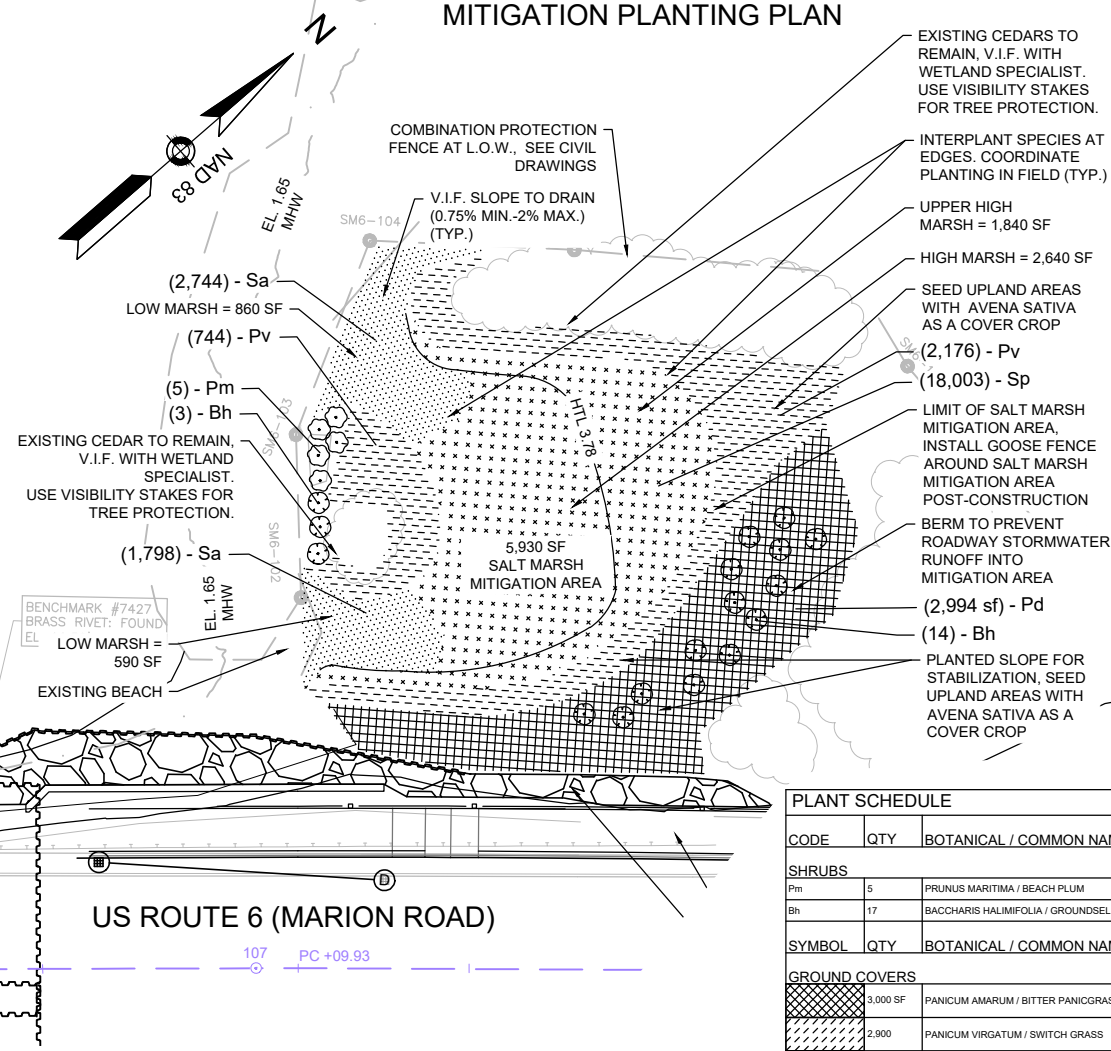 MITIGATION PLANTING PLAN
N
NAD 83
EL. 1.65
MHW
SM6-104
COMBINATION PROTECTION
FENCE AT L.O.W., SEE CIVIL
DRAWINGS
V.I.F. SLOPE TO DRAIN
(0.75% MIN.-2% MAX.)
(TYP.)
(2,744) - Sa
LOW MARSH = 860 SF
(744) - Pv
(5) - Pm
(3) - Bh
EXISTING CEDAR TO REMAIN,
V.I.F. WITH WETLAND
SPECIALIST.
USE VISIBILITY STAKES FOR
TREE PROTECTION.
SM6-103
(1,798) - Sa
SM6-102
EL. 1.65
MHW
BENCHMARK #7427
BRASS RIVET: FOUND
EL
LOW MARSH =
590 SF
EXISTING BEACH
HTL 3.78
5,930 SF
SALT MARSH
MITIGATION AREA
EXISTING CEDARS TO
REMAIN, V.I.F. WITH
WETLAND SPECIALIST.
USE VISIBILITY STAKES
FOR TREE PROTECTION.
INTERPLANT SPECIES AT
EDGES. COORDINATE
PLANTING IN FIELD (TYP.)
UPPER HIGH
MARSH = 1,840 SF
HIGH MARSH = 2,640 SF
SEED UPLAND AREAS
WITH AVENA SATIVA
AS A COVER CROP
(2,176) - Pv
(18,003) - Sp
LIMIT OF SALT MARSH
MITIGATION AREA,
INSTALL GOOSE FENCE
AROUND SALT MARSH
MITIGATION AREA
POST-CONSTRUCTION
BERM TO PREVENT
ROADWAY STORMWATER
RUNOFF INTO
MITIGATION AREA
(2,994 sf) - Pd
(14) - Bh
PLANTED SLOPE FOR
STABILIZATION, SEED
UPLAND AREAS WITH
AVENA SATIVA AS A
COVER CROP
D
US ROUTE 6 (MARION ROAD)
107 PC +09.93
PLANT SCHEDULE
CODE QTY BOTANICAL / COMMON NAM
SHRUBS
Pm 5 PRUNUS MARITIMA / BEACH PLUM
Bh 17 BACCHARIS HALIMIFOLIA / GROUNDSEL
SYMBOL QTY BOTANICAL / COMMON NAM
GROUND COVERS
3,000 SF PANICUM AMARUM / BITTER PANICGRAS
2,900 PANICUM VIRGATUM / SWITCH GRASS